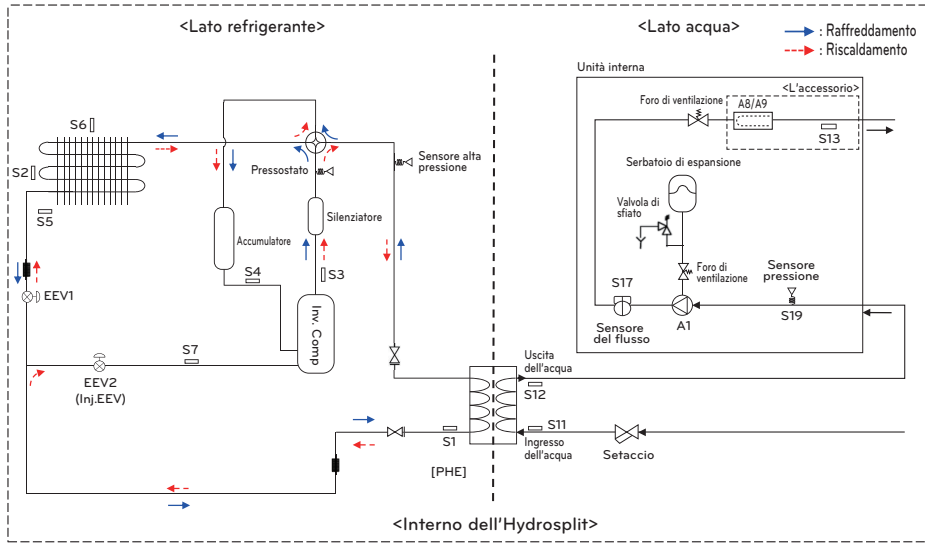 <Lato refrigerante>
<Lato acqua>
: Raffreddamento
: Riscaldamento
Unità interna
<L'accessorio>
Foro di ventilazione
A8/A9
S13
S6
S2
S5
Pressostato
Sensore alta
pressione
Serbatoio di espansione
Valvola di
sfiato
Silenziatore
Accumulatore
S4
S3
Foro di
ventilazione
Sensore
pressione
S17
S19
A1
Sensore
del flusso
EEV1
Inv. Comp
S7
EEV2
(Inj.EEV)
Uscita
dell'acqua
S12
S1
S11
Ingresso
dell'acqua
Setaccio
[PHE]
<Interno dell'Hydrosplit>